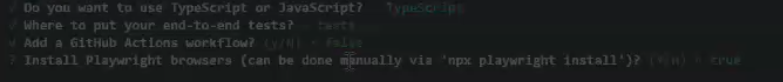 Do you want to use TypeScript or JavaScript? · TypeScript
Where to put your end-to-end tests? · tests
Add a GitHub Actions workflow? (y/N) · false
? Install Playwright browsers (can be done manually via 'npx playwright install')? (Y/n) · true